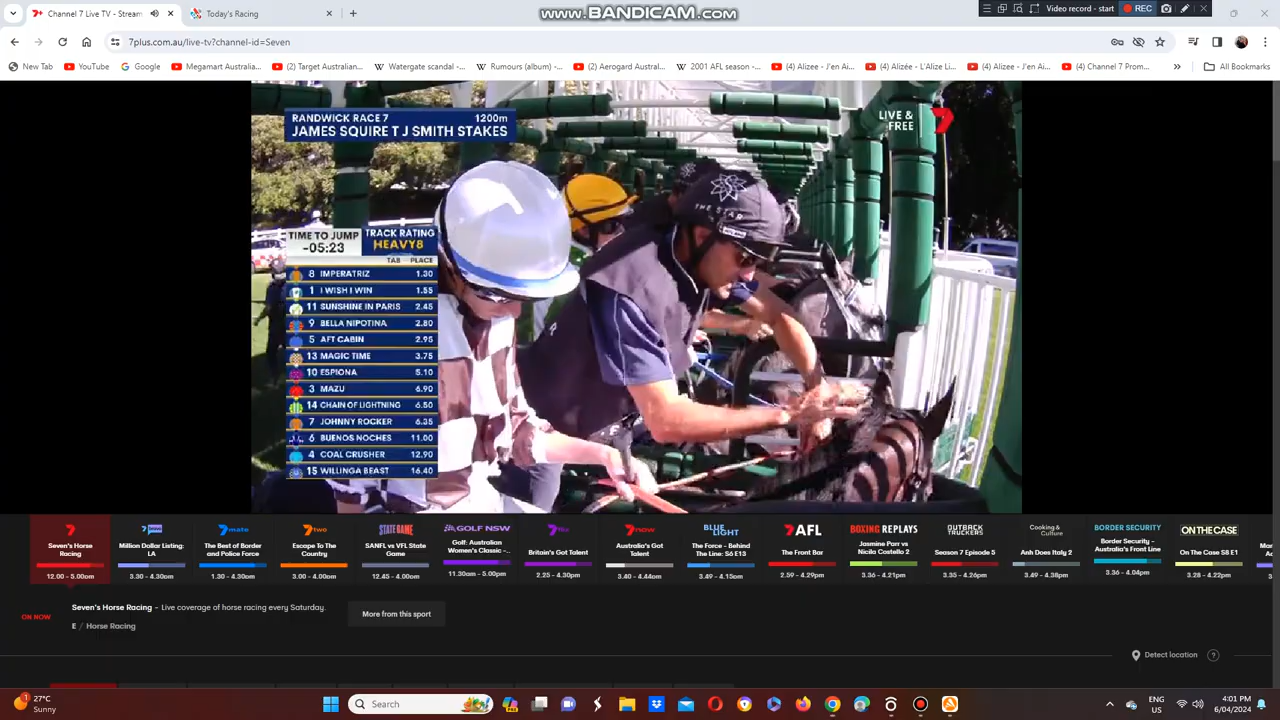 www.BANDICAM.com
Channel 7 Live TV - Stream
Today's Racing
Video record - start
REC
7plus.com.au/live-tv?channel-id=Seven
New Tab
YouTube
Google
Megamart Australia...
(2) Target Australian...
Watergate scandal -...
Rumours (album) -...
(2) Aerogard Austral...
2001 AFL season -...
(4) Alizee - J'en Ai...
(4) Alizée - L'Alize Li...
(4) Alizee - J'en Ai...
(4) Channel 7 Prom...
All Bookmarks
RANDWICK RACE 7 1200m
JAMES SQUIRE T J SMITH STAKES
LIVE &
FREE
THE STAR
TIME TO JUMP
-05:23
TRACK RATING
HEAVY8
TAB PLACE
8 IMPERATRIZ 1.30
1 I WISH I WIN 1.55
11 SUNSHINE IN PARIS 2.45
9 BELLA NIPOTINA 2.80
5 AFT CABIN 2.95
13 MAGIC TIME 3.75
10 ESPIONA 5.10
3 MAZU 6.90
14 CHAIN OF LIGHTNING 6.50
7 JOHNNY ROCKER 6.35
6 BUENOS NOCHES 11.00
4 COAL CRUSHER 12.90
15 WILLINGA BEAST 16.40
7
Seven's Horse
Racing
12.00 - 5.00pm
Million Dollar Listing:
LA
3.30 - 4.30pm
7mate
The Best of Border
and Police Force
1.30 - 4.30pm
7two
Escape To The
Country
3.00 - 4.00pm
STATE GAME
SANFL vs VFL State
Game
12.45 - 4.00pm
GOLF NSW
Golf: Australian
Women's Classic -...
11.30am - 5.00pm
7flix
Britain's Got Talent
2.25 - 4.30pm
7now
Australia's Got
Talent
3.40 - 4.44pm
BLUE
LIGHT
The Force - Behind
The Line: S6 E13
3.49 - 4.15pm
7AFL
The Front Bar
2.59 - 4.29pm
BOXING REPLAYS
Jasmine Parr vs
Nicila Costello 2
3.36 - 4.21pm
OUTBACK
TRUCKERS
Season 7 Episode 5
3.35 - 4.26pm
Cooking &
Culture
Anh Does Italy 2
3.49 - 4.38pm
BORDER SECURITY
Border Security -
Australia's Front Line
3.36 - 4.04pm
ON THE CASE
On The Case S8 E1
3.28 - 4.22pm
ON NOW
Seven's Horse Racing – Live coverage of horse racing every Saturday.
E / Horse Racing
More from this sport
Detect location
?
27°C
Sunny
Search
ENG
US
4:01 PM
6/04/2024